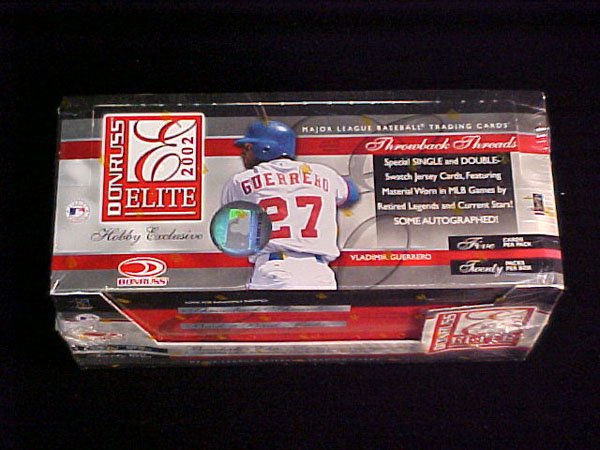 DONRUSS
E
2002
ELITE
Hobby Exclusive
DONRUSS
MAJOR LEAGUE BASEBALL® TRADING CARDS
Throwback Threads
Special SINGLE and DOUBLE-
Swatch Jersey Cards, Featuring
Material Worn in MLB Games by
Retired Legends and Current Stars!
SOME AUTOGRAPHED!
Five CARDS PER PACK
Twenty PACKS PER BOX
GUERRERO
27
VLADIMIR GUERRERO
DONRUSS
ELITE